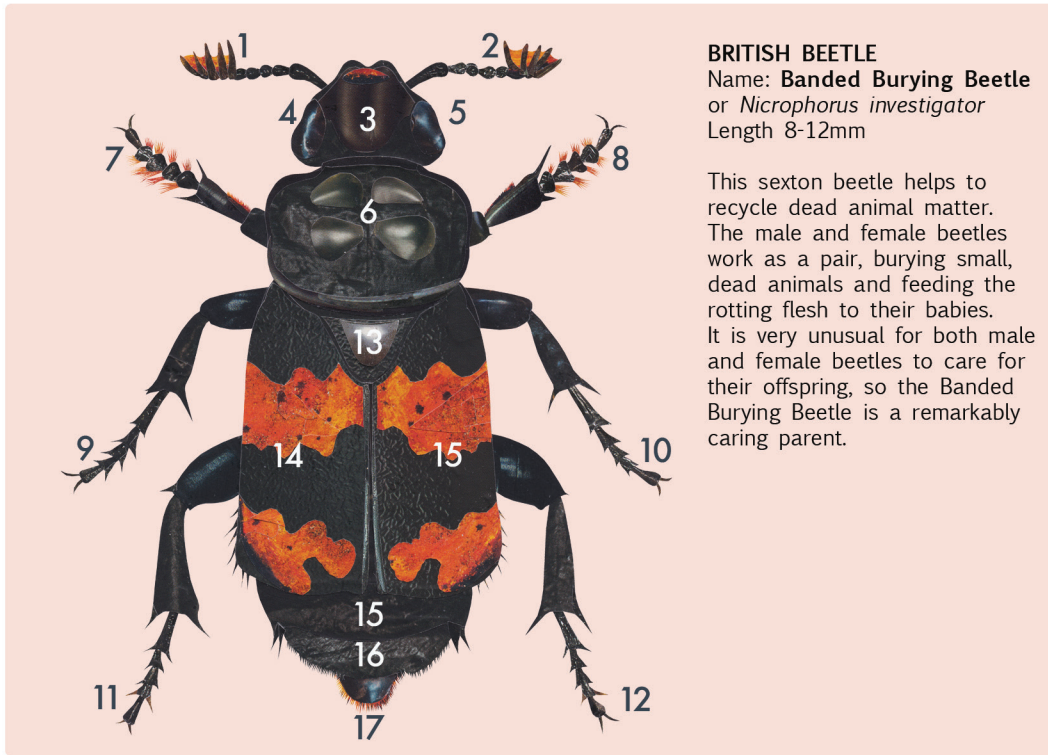 1
2
3
4
5
6
7
8
9
10
11
12
13
14
15
15
16
17
BRITISH BEETLE
Name: Banded Burying Beetle
or Nicrophorus investigator
Length 8-12mm
This sexton beetle helps to
recycle dead animal matter.
The male and female beetles
work as a pair, burying small,
dead animals and feeding the
rotting flesh to their babies.
It is very unusual for both male
and female beetles to care for
their offspring, so the Banded
Burying Beetle is a remarkably
caring parent.